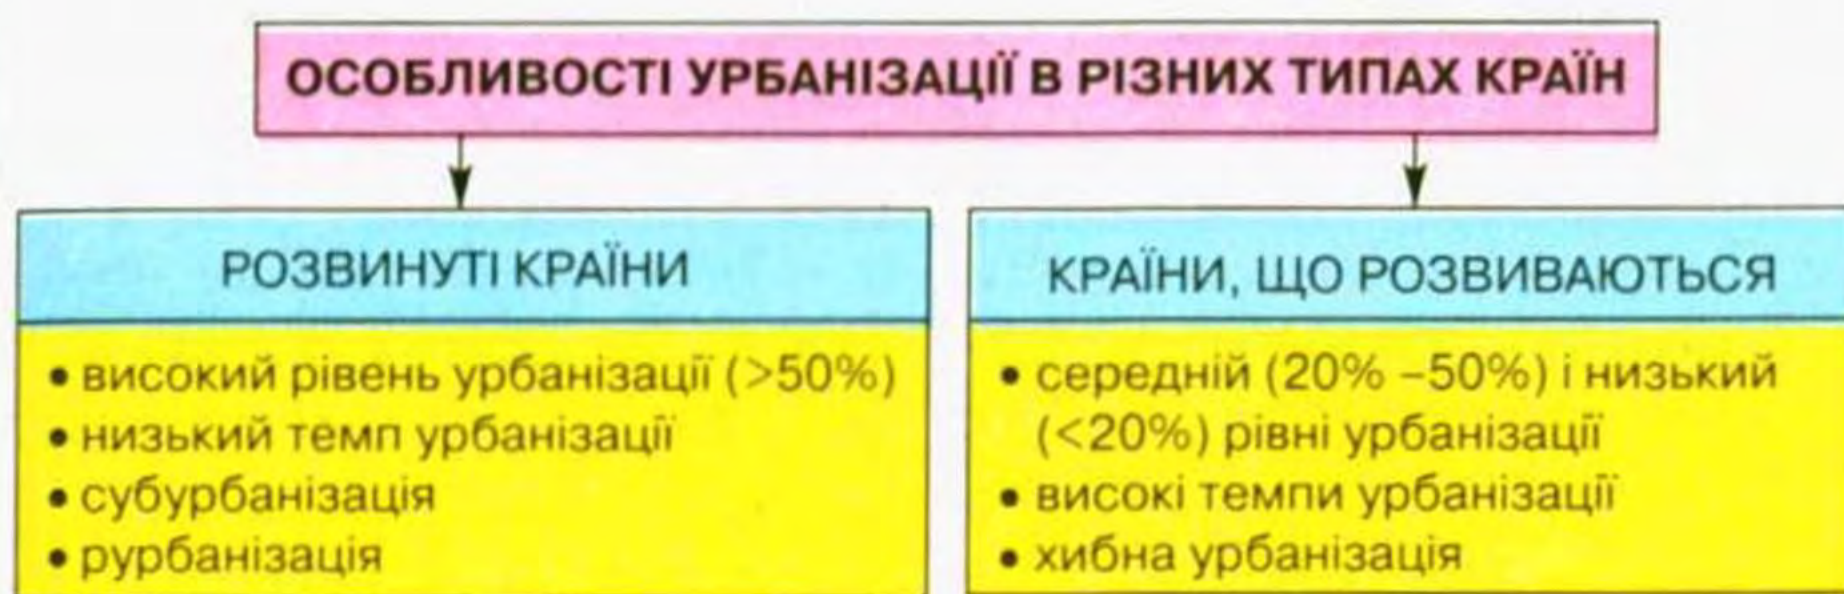 ОСОБЛИВОСТІ УРБАНІЗАЦІЇ В РІЗНИХ ТИПАХ КРАЇН
РОЗВИНУТІ КРАЇНИ
• високий рівень урбанізації (>50%)
• низький темп урбанізації
• субурбанізація
• рурбанізація
КРАЇНИ, ЩО РОЗВИВАЮТЬСЯ
• середній (20% –50%) і низький
(<20%) рівні урбанізації
• високі темпи урбанізації
• хибна урбанізація